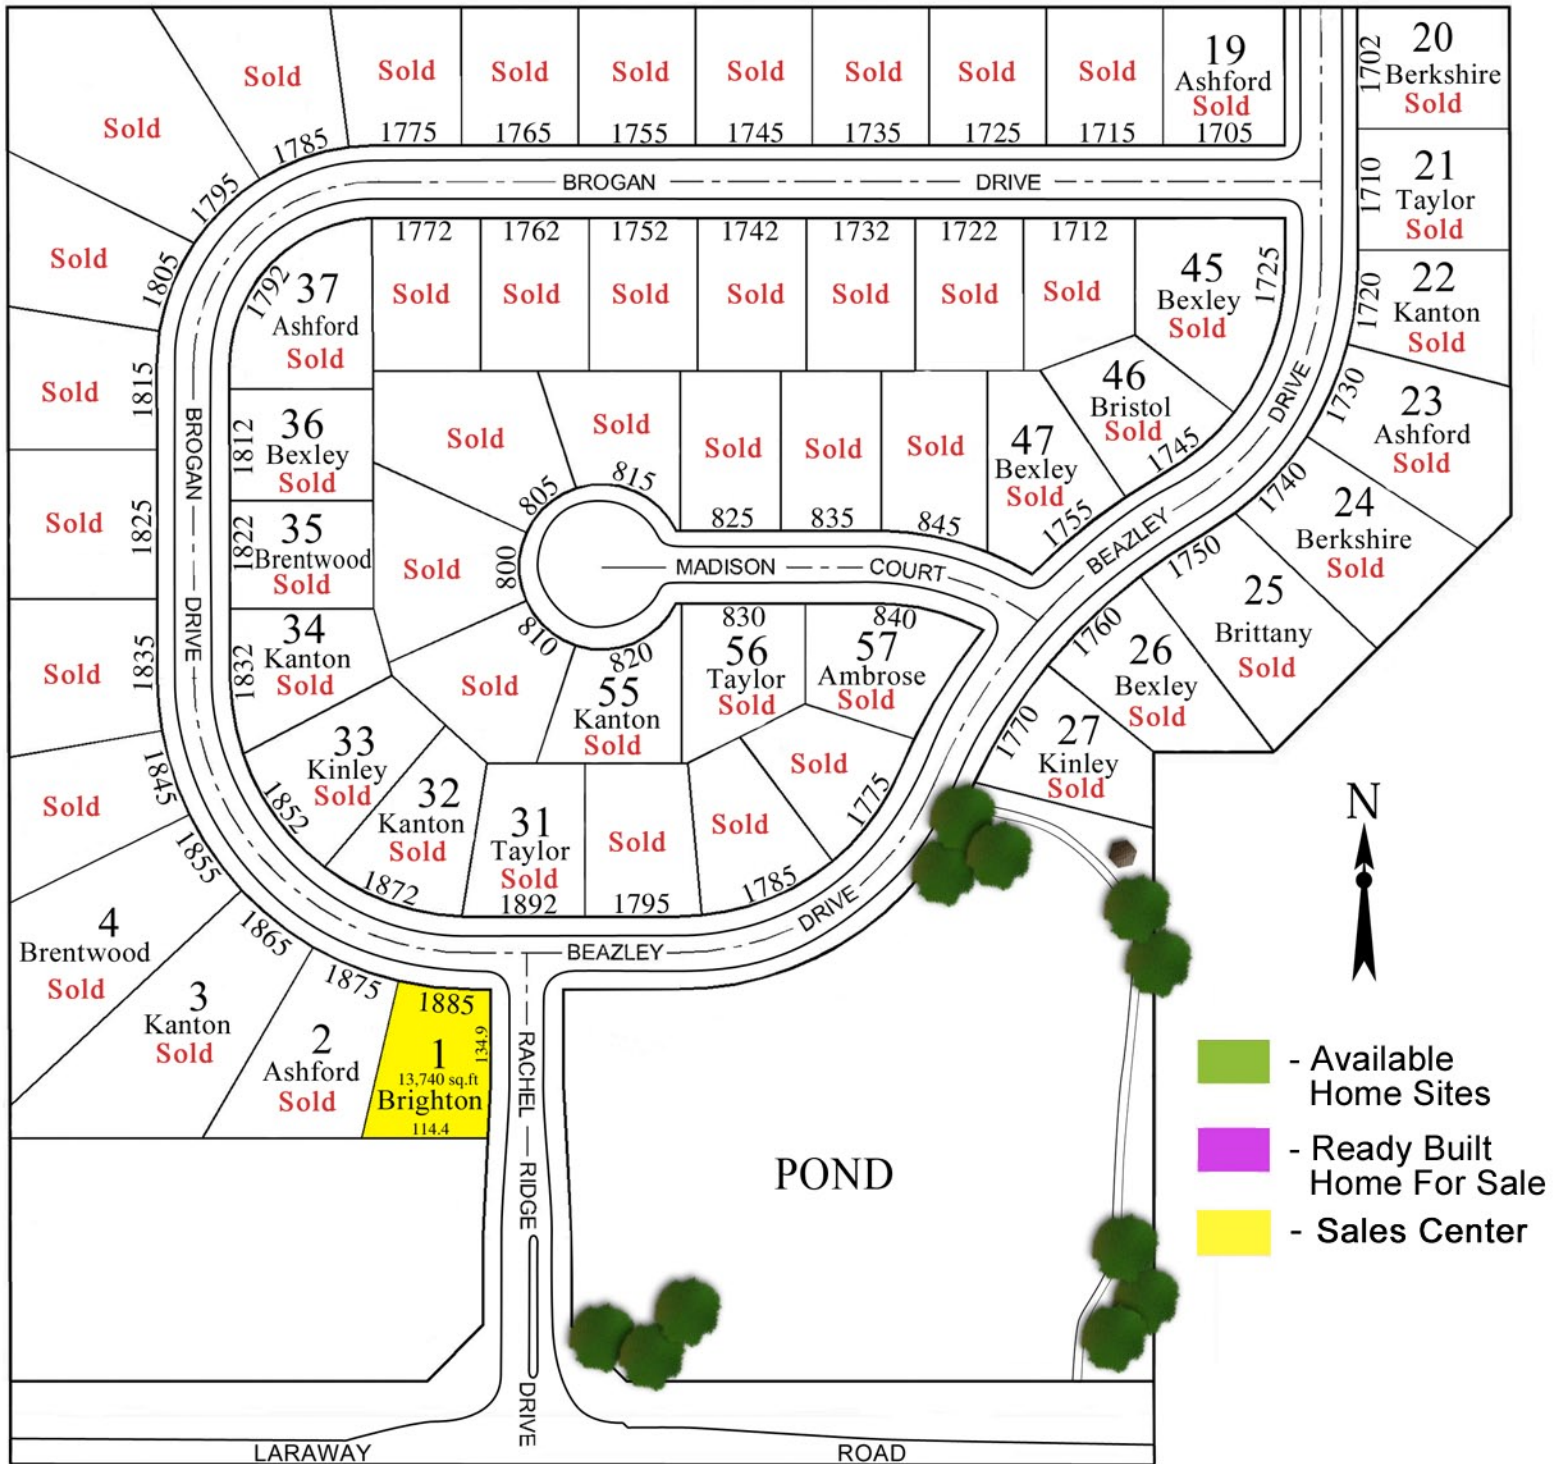 Sold
Sold
1785
Sold
1775
Sold
1765
Sold
1755
Sold
1745
Sold
1735
Sold
1725
Sold
1715
19
Ashford
Sold
1705
1702
20
Berkshire
Sold
BROGAN DRIVE
1710
21
Taylor
Sold
1720
22
Kanton
Sold
1730
23
Ashford
Sold
1740
24
Berkshire
Sold
1750
25
Brittany
Sold
1760
26
Bexley
Sold
1770
27
Kinley
Sold
1795
Sold
1805
Sold
1815
Sold
1825
Sold
1835
Sold
1845
1855
4
Brentwood
Sold
1865
3
Kanton
Sold
1875
2
Ashford
Sold
1885
134.9
1
13,740 sq.ft
Brighton
114.4
BROGAN DRIVE
1792
37
Ashford
Sold
1772
Sold
1762
Sold
1752
Sold
1742
Sold
1732
Sold
1722
Sold
1712
Sold
1725
45
Bexley
Sold
46
Bristol
Sold
1745
47
Bexley
Sold
1755
1812
36
Bexley
Sold
1822
35
Brentwood
Sold
1832
34
Kanton
Sold
33
Kinley
Sold
1852
32
Kanton
Sold
1872
31
Taylor
Sold
1892
Sold
1795
Sold
1785
Sold
1775
Sold
805
Sold
815
Sold
825
Sold
835
Sold
845
Sold
800
Sold
810
820
55
Kanton
Sold
830
56
Taylor
Sold
840
57
Ambrose
Sold
MADISON COURT
BEAZLEY DRIVE
BEAZLEY DRIVE
RACHEL RIDGE DRIVE
POND
N
- Available
Home Sites
- Ready Built
Home For Sale
- Sales Center
LARAWAY ROAD